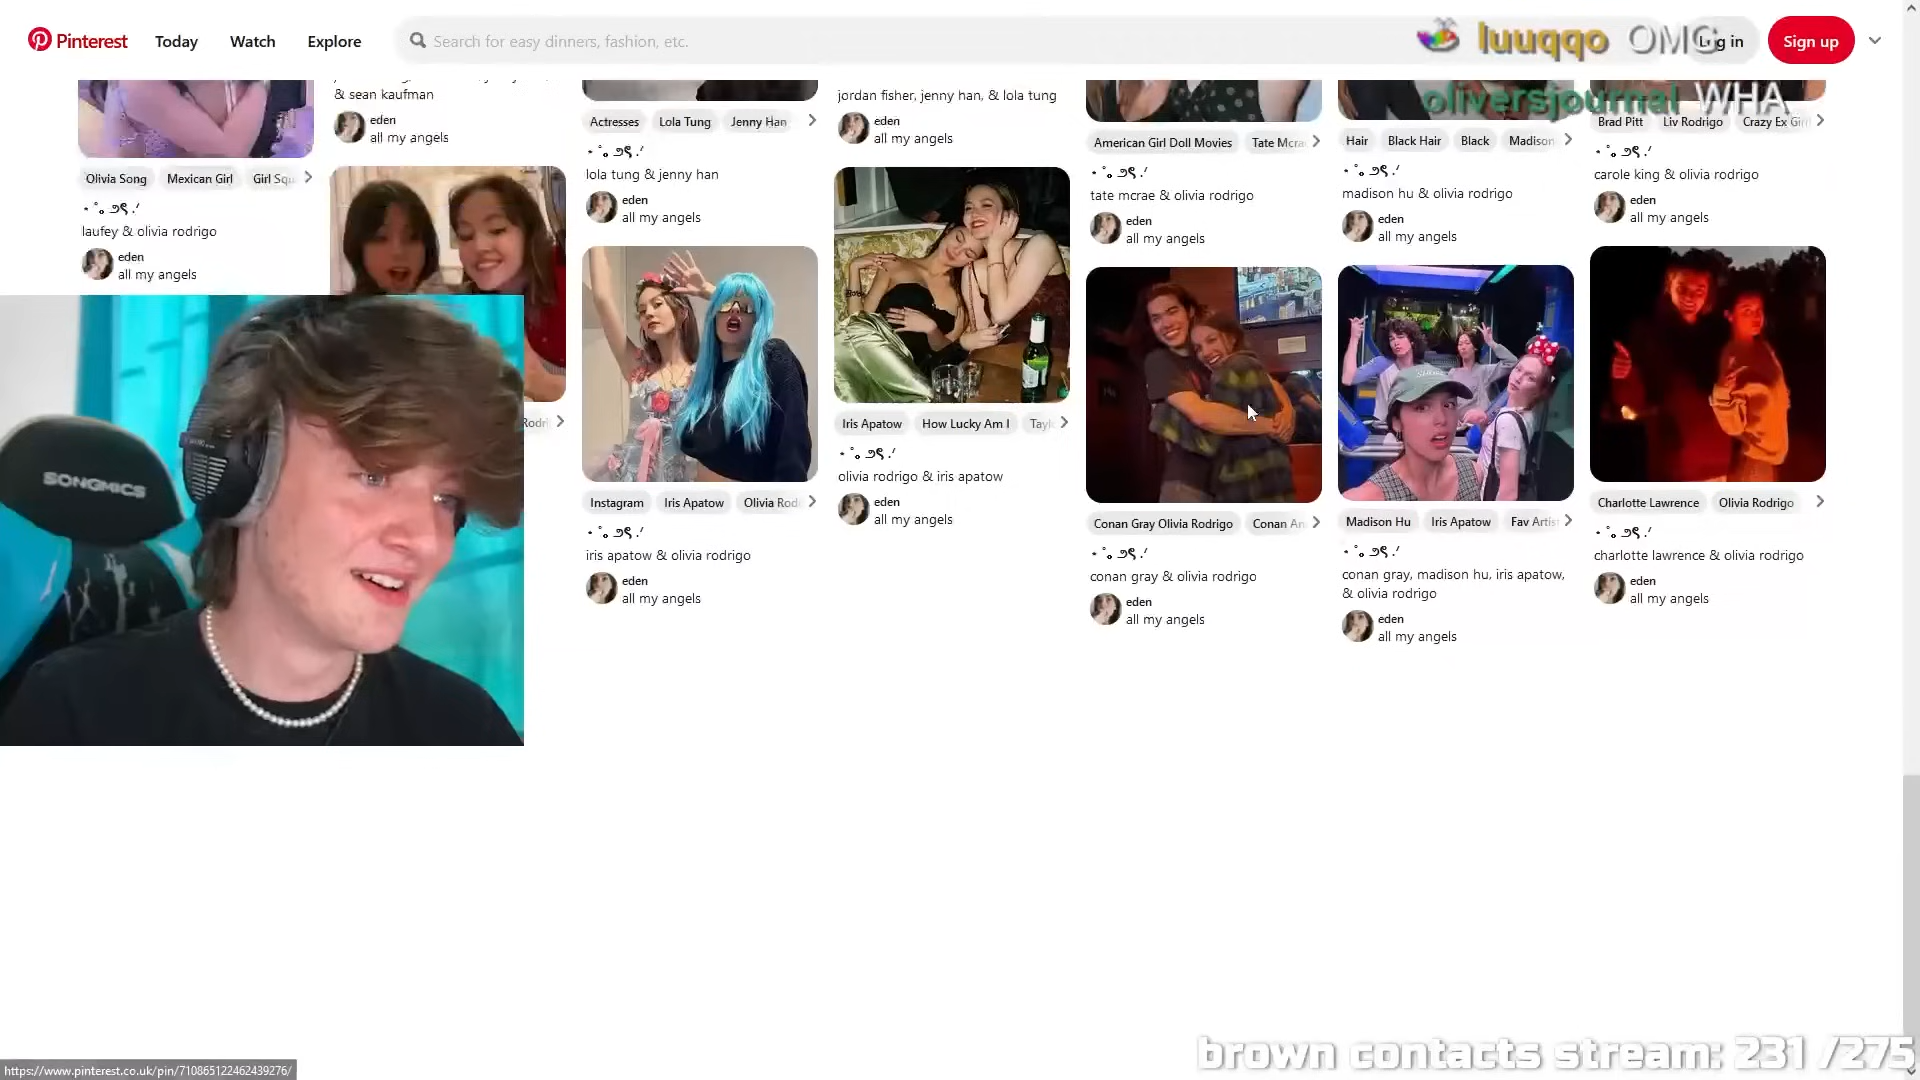 Pinterest
Today
Watch
Explore
Search for easy dinners, fashion, etc.
Log in
Sign up
luuqqo OMG
oliversjournal WHA
Olivia Song
Mexican Girl
laufey & olivia rodrigo
eden
all my angels
& sean kaufman
eden
all my angels
Actresses
Lola Tung
Jenny Han
lola tung & jenny han
eden
all my angels
Instagram
Iris Apatow
iris apatow & olivia rodrigo
eden
all my angels
jordan fisher, jenny han, & lola tung
eden
all my angels
Iris Apatow
How Lucky Am I
olivia rodrigo & iris apatow
eden
all my angels
American Girl Doll Movies
tate mcrae & olivia rodrigo
eden
all my angels
Conan Gray Olivia Rodrigo
conan gray & olivia rodrigo
eden
all my angels
Hair
Black Hair
Black
Madison
madison hu & olivia rodrigo
eden
all my angels
Madison Hu
Iris Apatow
conan gray, madison hu, iris apatow,
& olivia rodrigo
eden
all my angels
Brad Pitt
Liv Rodrigo
carole king & olivia rodrigo
eden
all my angels
Charlotte Lawrence
Olivia Rodrigo
charlotte lawrence & olivia rodrigo
eden
all my angels
SONGMICS
brown contacts stream: 231 /275
https://www.pinterest.co.uk/pin/710865122462439276/